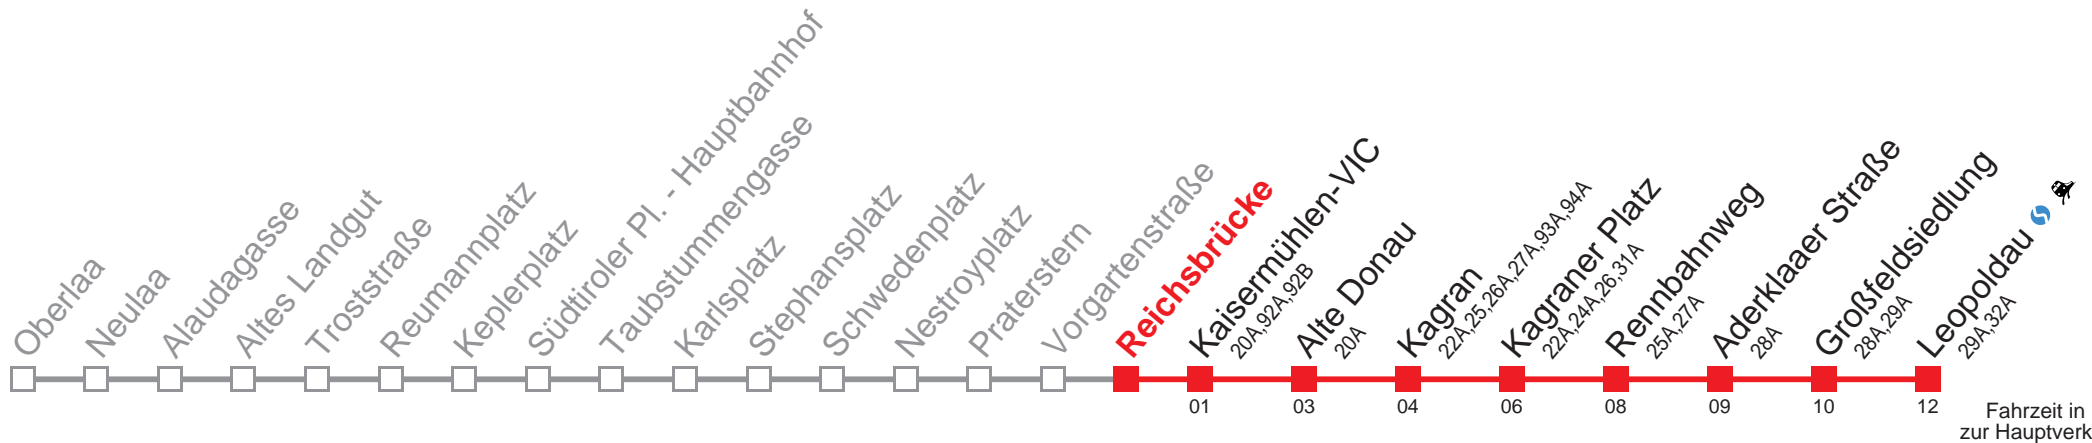 Oberlaa
Neulaa
Alaudagasse
Altes Landgut
Troststraße
Reumannplatz
Keplerplatz
Südtiroler Pl. - Hauptbahnhof
Taubstummengasse
Karlsplatz
Stephansplatz
Schwedenplatz
Nestroyplatz
Praterstern
Vorgartenstraße
Reichsbrücke
Kaisermühlen-VIC
20A,92A,92B
01
Alte Donau
20A
03
Kagran
22A,25,26A,27A,93A,94A
04
Kagraner Platz
22A,24A,26,31A
06
Rennbahnweg
25A,27A
08
Aderklaaer Straße
28A
09
Großfeldsiedlung
28A,29A
10
Leopoldau
29A,32A
12
Fahrzeit in
zur Hauptverk